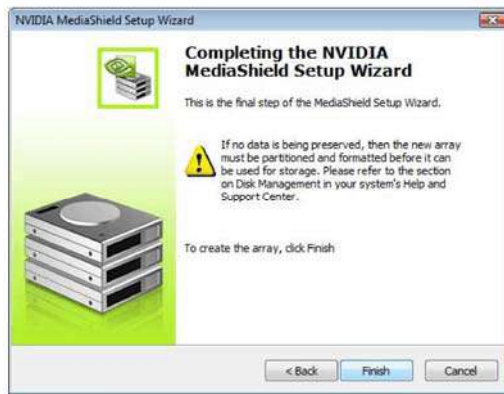 NVIDIA MediaShield Setup Wizard
Completing the NVIDIA
MediaShield Setup Wizard
This is the final step of the MediaShield Setup Wizard.
If no data is being preserved, then the new array
must be partitioned and formatted before it can
be used for storage. Please refer to the section
on Disk Management in your system's Help and
Support Center.
To create the array, click Finish
< Back
Finish
Cancel